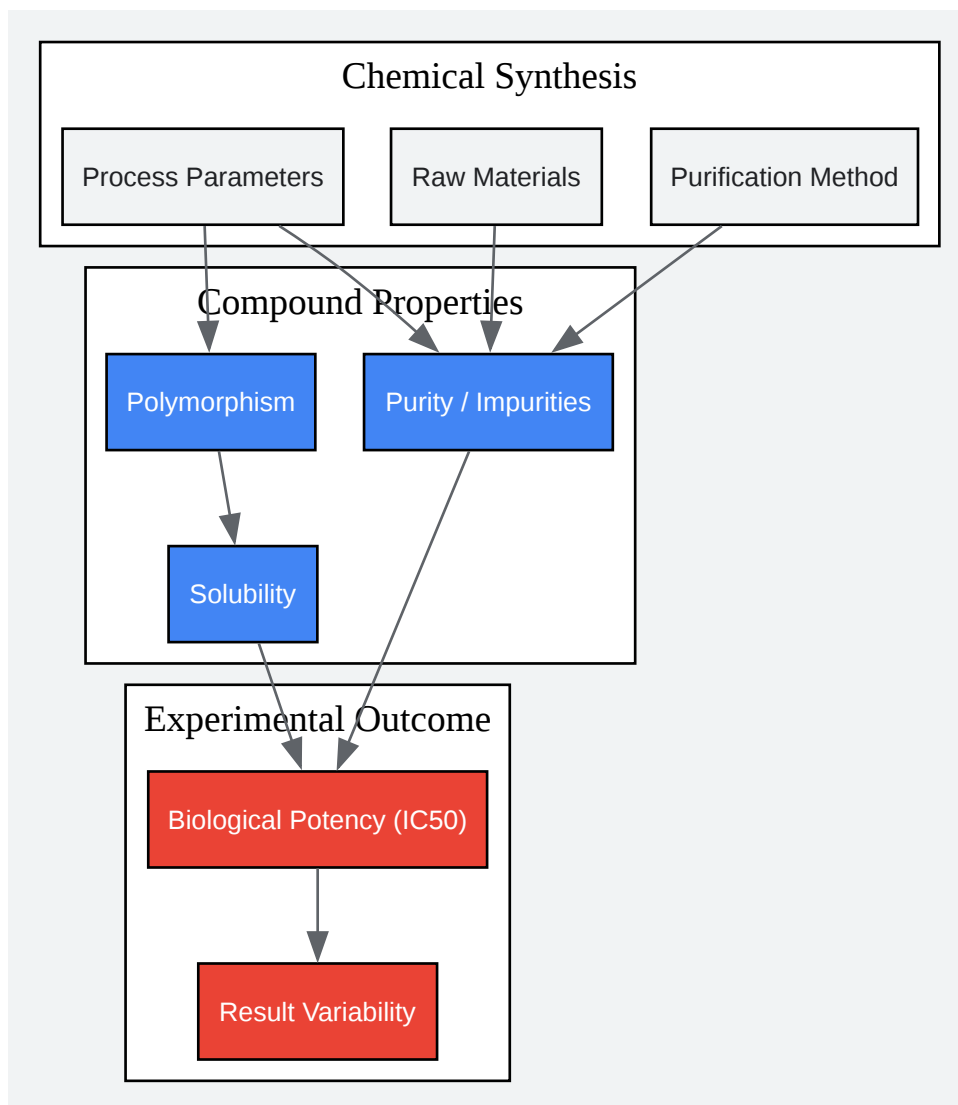 Chemical Synthesis
Process Parameters
Raw Materials
Purification Method
Compound Properties
Polymorphism
Purity / Impurities
Solubility
Experimental Outcome
Biological Potency (IC50)
Result Variability